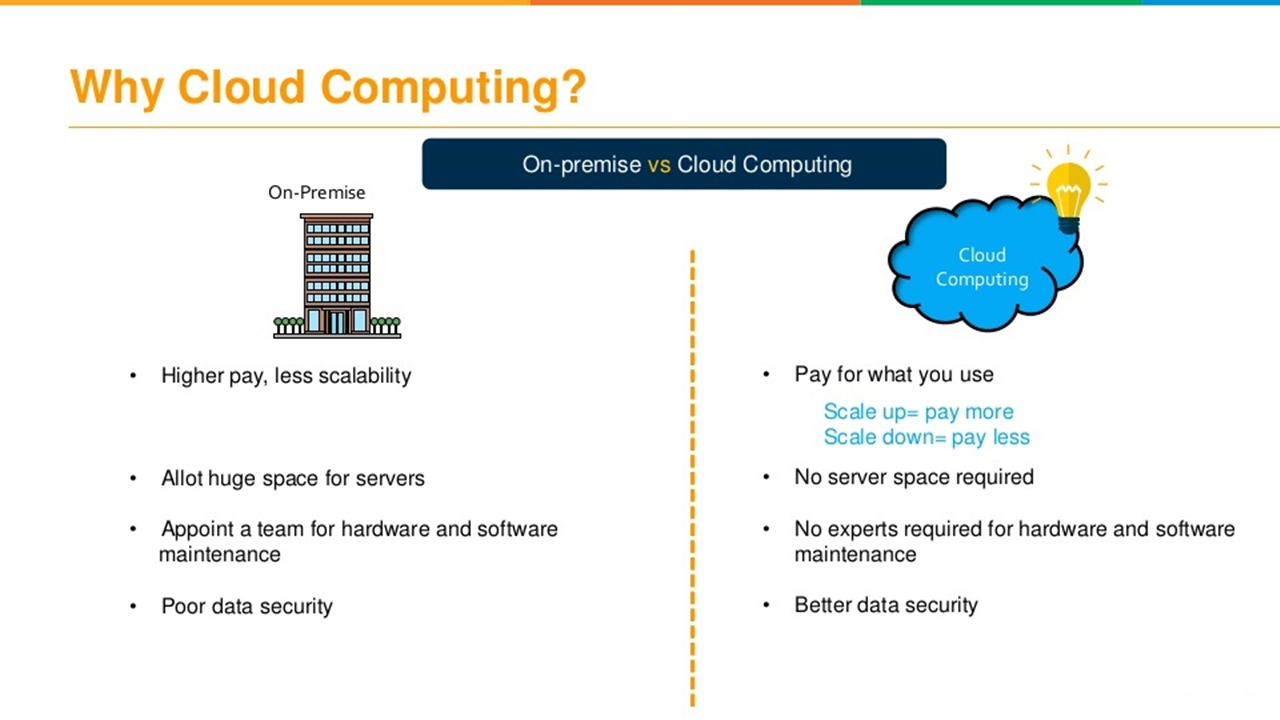 Why Cloud Computing?
On-premise vs Cloud Computing
On-Premise
• Higher pay, less scalability
• Allot huge space for servers
• Appoint a team for hardware and software
maintenance
• Poor data security
Cloud
Computing
• Pay for what you use
Scale up= pay more
Scale down= pay less
• No server space required
• No experts required for hardware and software
maintenance
• Better data security